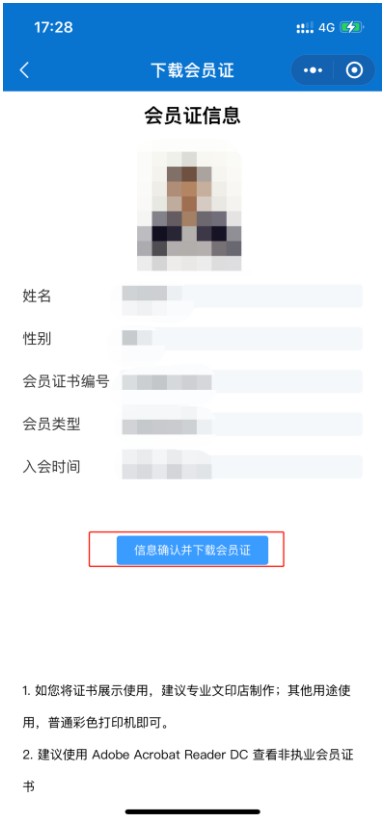 17:28 4G
下载会员证
会员证信息
姓名
性别
会员证书编号
会员类型
入会时间
信息确认并下载会员证
1. 如您将证书展示使用，建议专业文印店制作；其他用途使
用，普通彩色打印机即可。
2. 建议使用 Adobe Acrobat Reader DC 查看非执业会员证
书